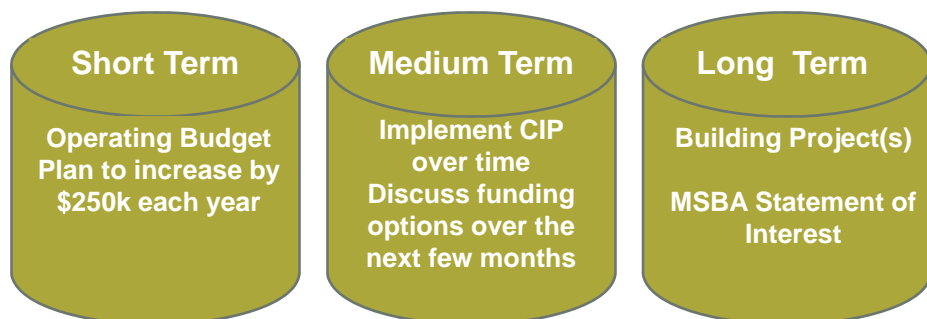 Short Term
Operating Budget
Plan to increase by
$250k each year
Medium Term
Implement CIP
over time
Discuss funding
options over the
next few months
Long Term
Building Project(s)
MSBA Statement of
Interest